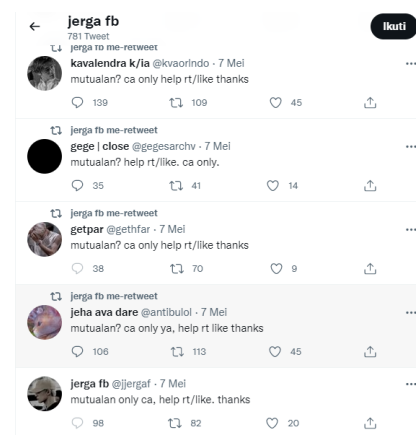 jerga fb
781 Tweet
Ikuti
jerga fb me-retweet
kavalendra k/ia @kvaorlndo · 7 Mei
mutualan? ca only help rt/like thanks
139 109 45
jerga fb me-retweet
gege | close @gegesarchv · 7 Mei
mutualan? help rt/like. ca only.
35 41 14
jerga fb me-retweet
getpar @gethfar · 7 Mei
mutualan? ca only help rt/like thanks
38 70 9
jerga fb me-retweet
jeha ava dare @antibulol · 7 Mei
mutualan? ca only ya, help rt like thanks
106 113 45
jerga fb @jjergaf · 7 Mei
mutualan only ca, help rt/like. thanks
98 82 20